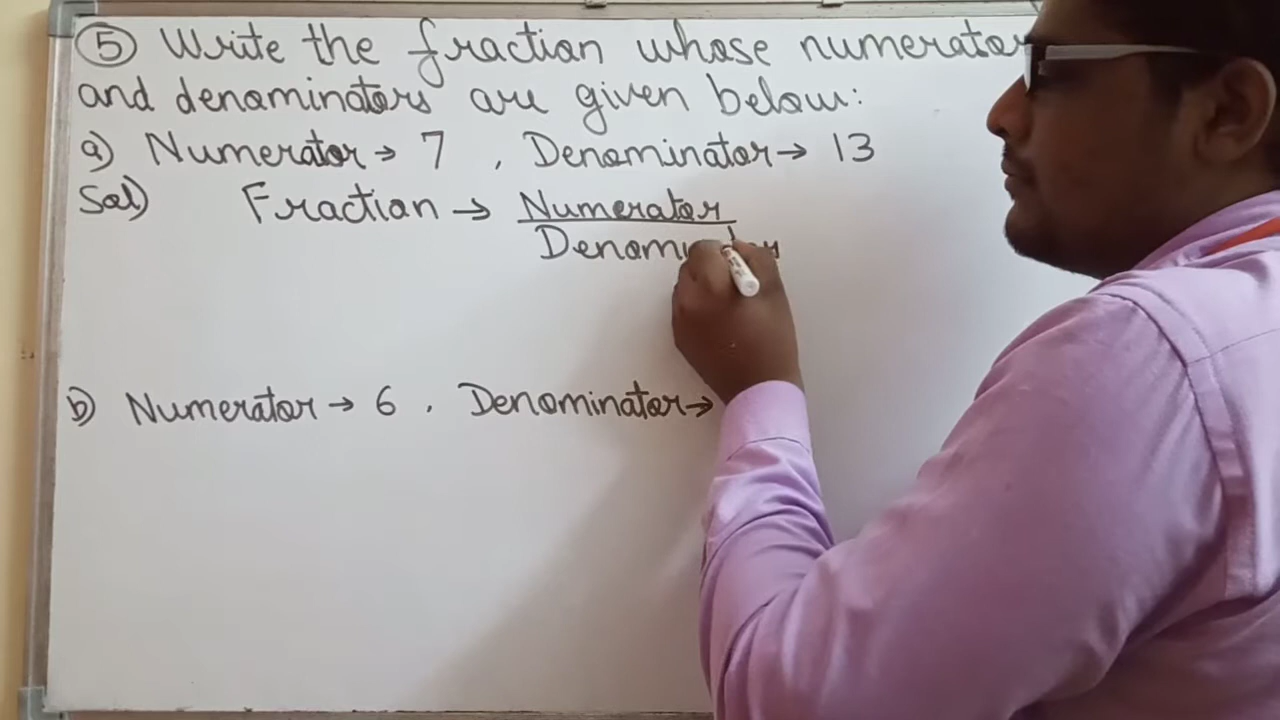 ⑤ Write the fraction whose numerator
and denominators are given below:
a) Numerator → 7 , Denominator → 13
Sol) Fraction → Numerator
b) Numerator → 6 , Denominator →